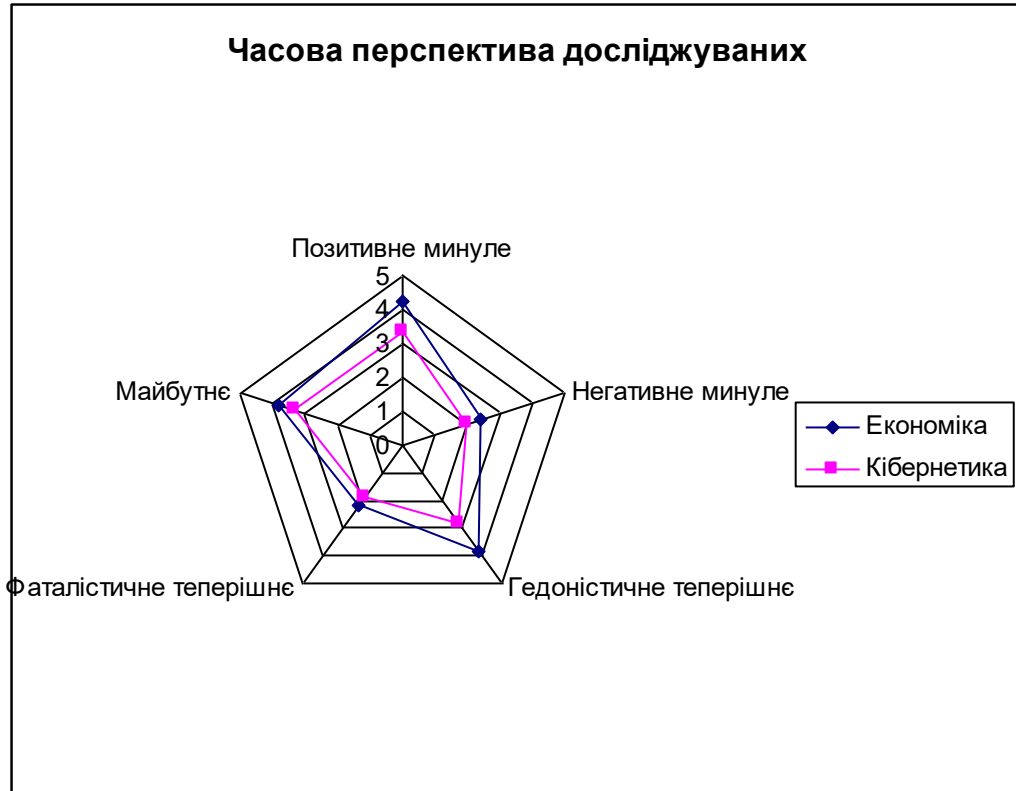 Часова перспектива досліджуваних
Позитивне минуле
5
4
3
2
1
0
Майбутнє
Негативне минуле
Фаталістичне теперішнє
Гедоністичне теперішнє
Економіка
Кібернетика